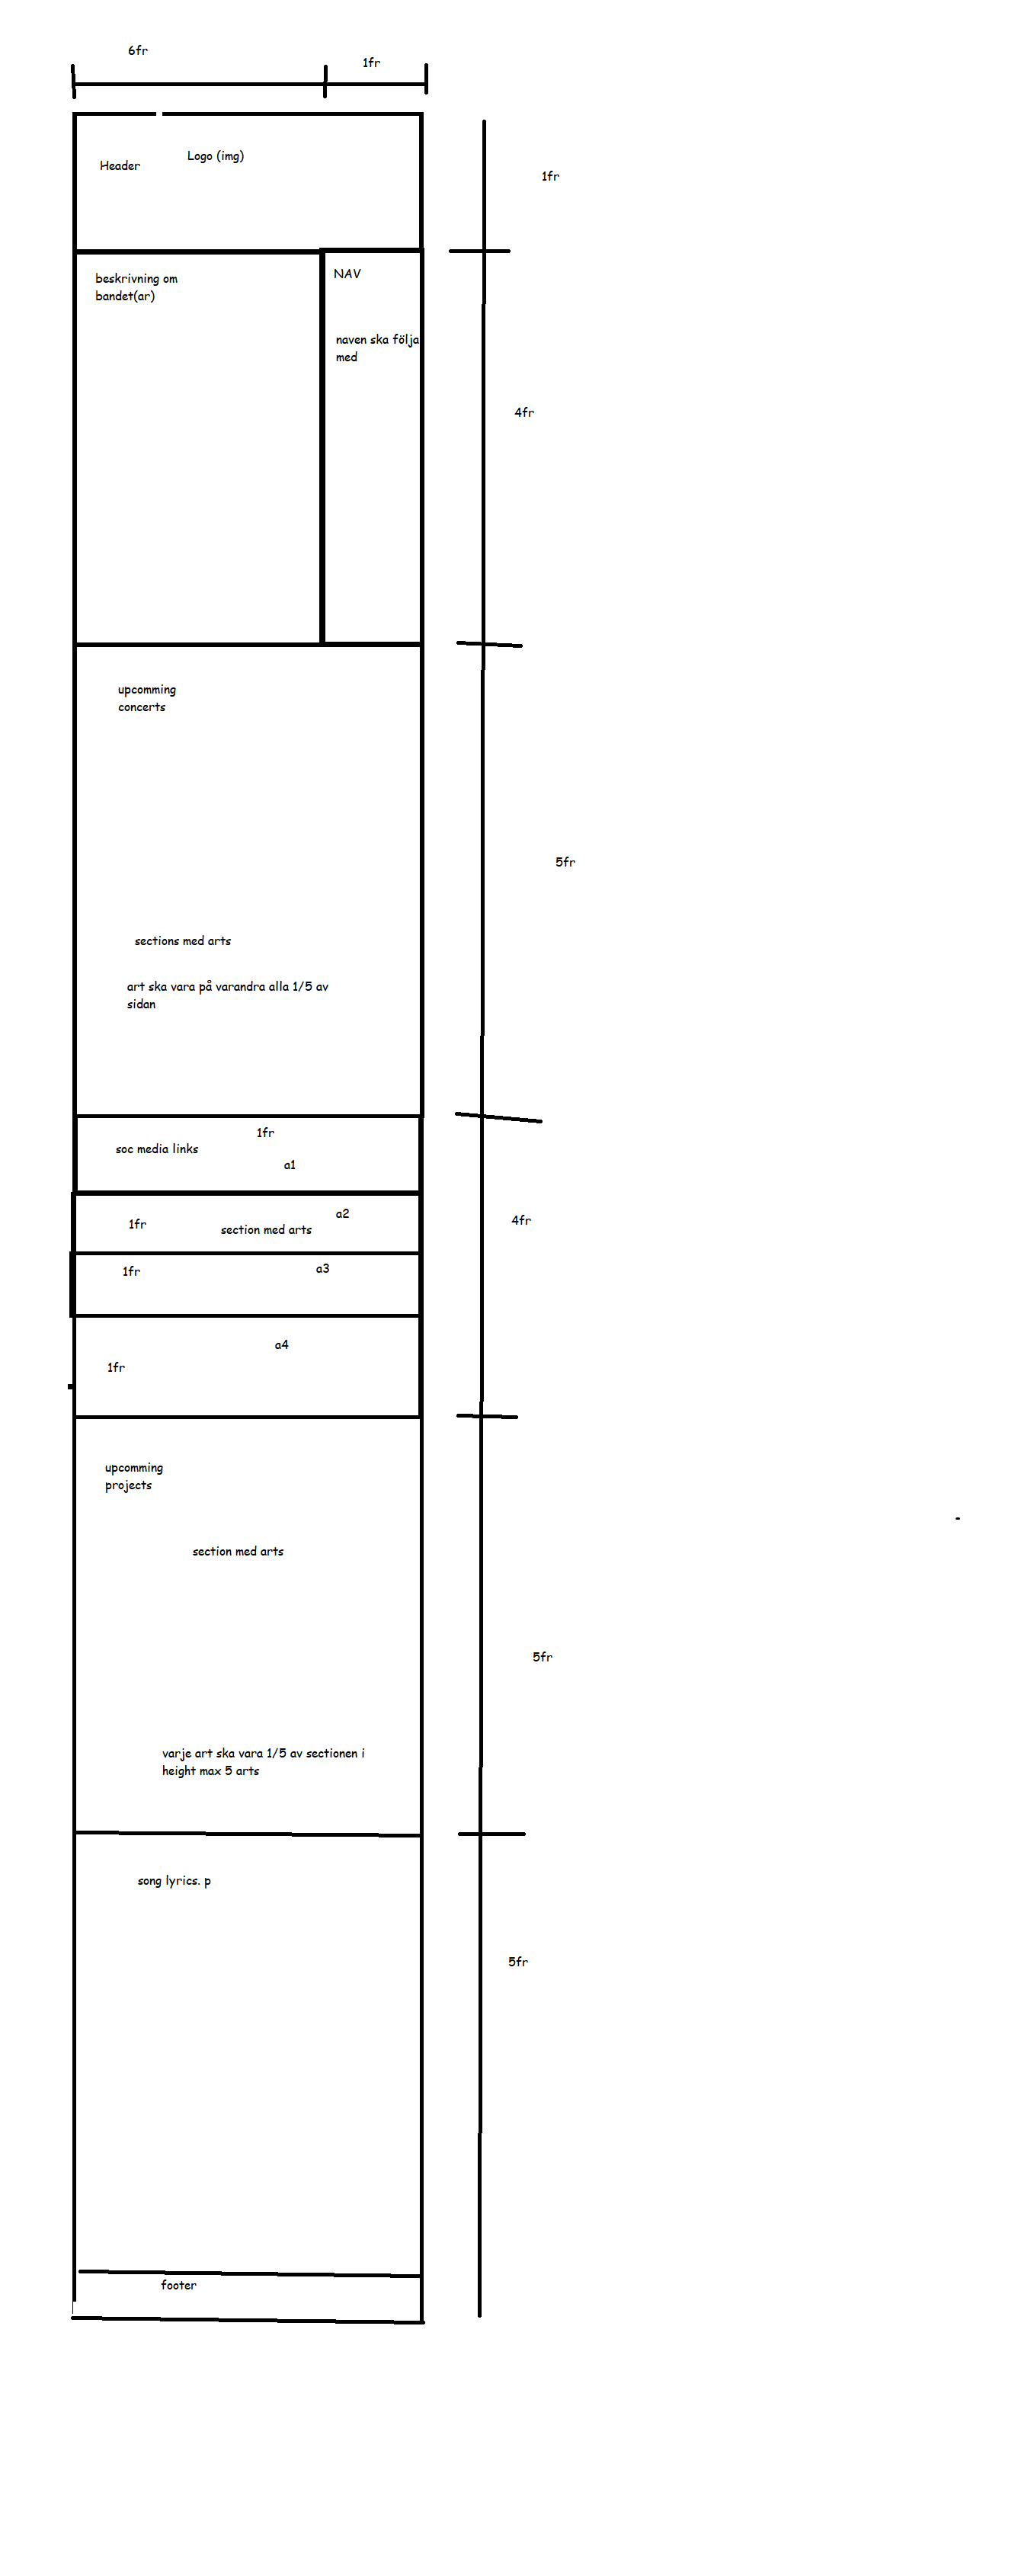 6fr
1fr
Logo (img)
Header
1fr
beskrivning om
bandet(ar)
NAV
naven ska följa
med
4fr
upcomming
concerts
5fr
sections med arts
art ska vara på varandra alla 1/5 av
sidan
1fr
soc media links
a1
a2
1fr
section med arts
4fr
a3
1fr
a4
1fr
upcomming
projects
section med arts
5fr
varje art ska vara 1/5 av sectionen i
height max 5 arts
song lyrics. p
5fr
footer